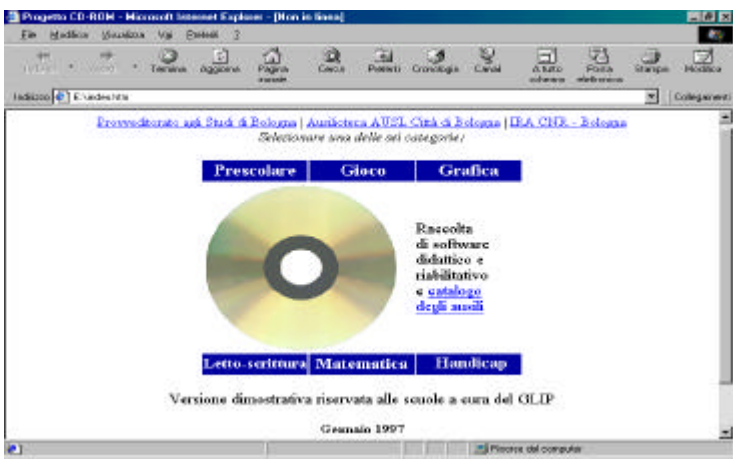 Progetto CD-ROM - Microsoft Internet Explorer - [Non in linea]
File Modifica Visualizza Vai Preferiti ?
Termina Aggiorna Pagina iniziale Cerca Preferiti Cronologia Canali A tutto schermo Posta elettronica Stampa Modifica
Indirizzo E:\index.htm Collegamenti
Provveditorato agli Studi di Bologna | Ausilioteca AUSL Città di Bologna | IRA CNR - Bologna
Selezionare una delle sei categorie:
Prescolare Gioco Grafica
Raccolta
di software
didattico e
riabilitativo
e catalogo
degli ausili
Letto-scrittura Matematica Handicap
Versione dimostrativa riservata alle scuole a cura del GLIP
Gennaio 1997
Risorse del computer